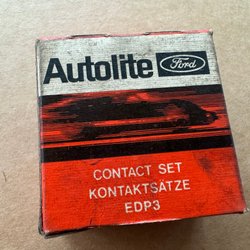 Autolite Ford
CONTACT SET
KONTAKTSÄTZE
EDP3